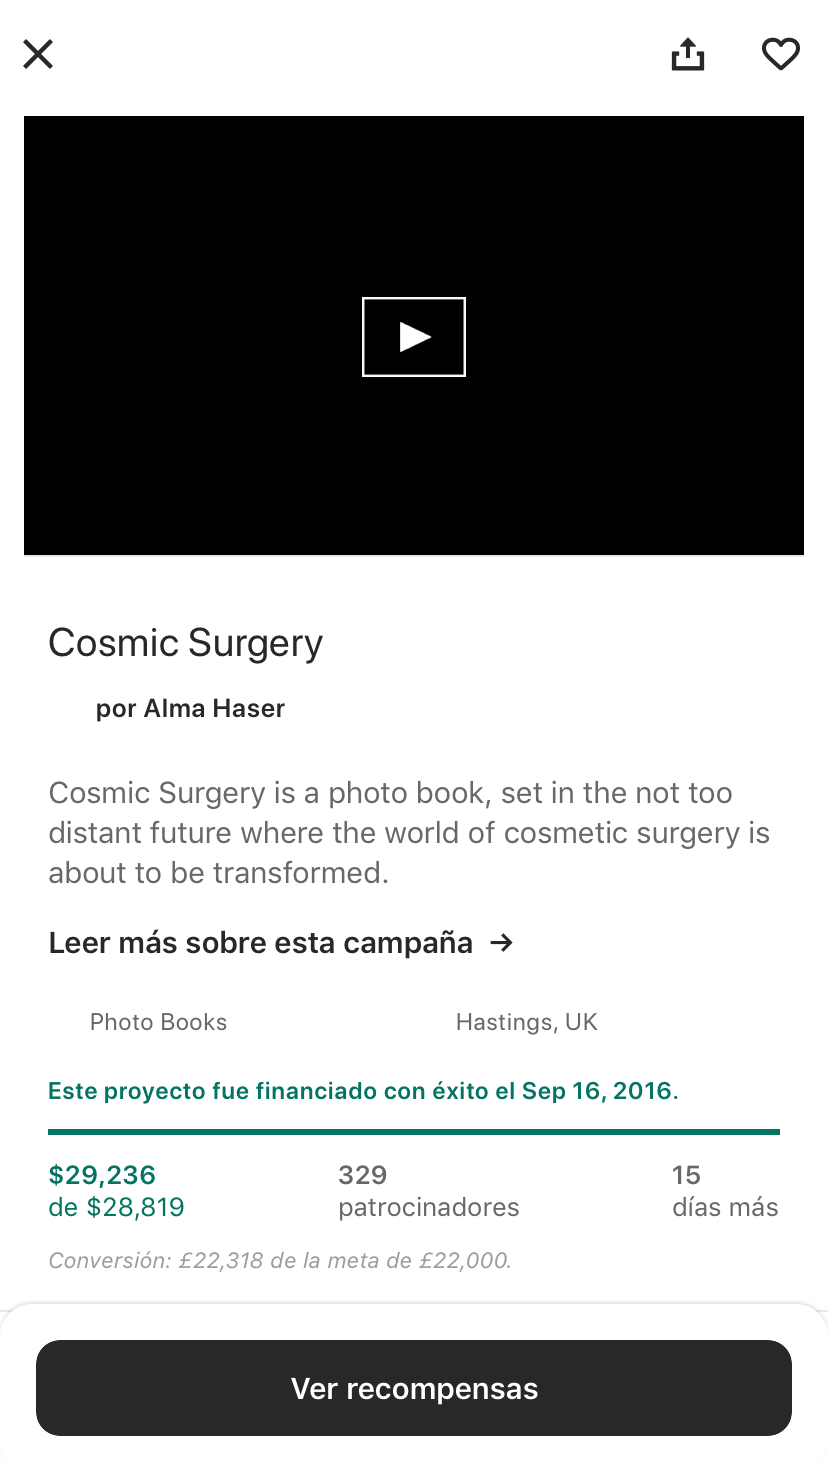 Cosmic Surgery
por Alma Haser
Cosmic Surgery is a photo book, set in the not too
distant future where the world of cosmetic surgery is
about to be transformed.
Leer más sobre esta campaña →
Photo Books
Hastings, UK
Este proyecto fue financiado con éxito el Sep 16, 2016.
$29,236
de $28,819
329
patrocinadores
15
días más
Conversión: £22,318 de la meta de £22,000.
Ver recompensas